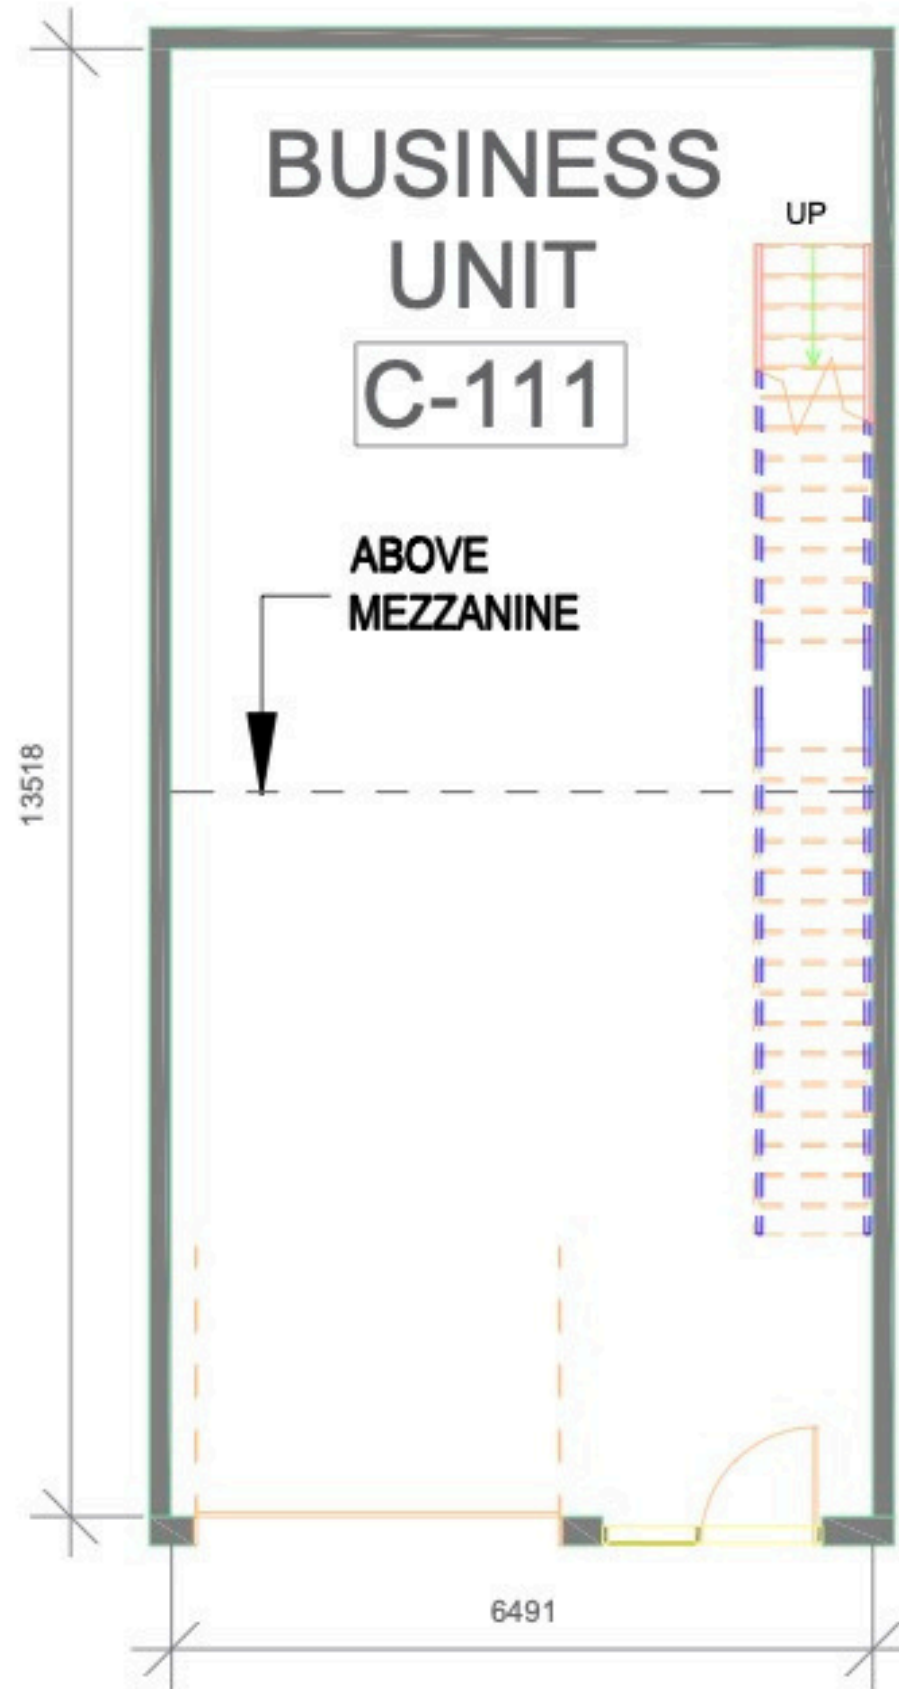 BUSINESS
UNIT
C-111
UP
ABOVE
MEZZANINE
13518
6491